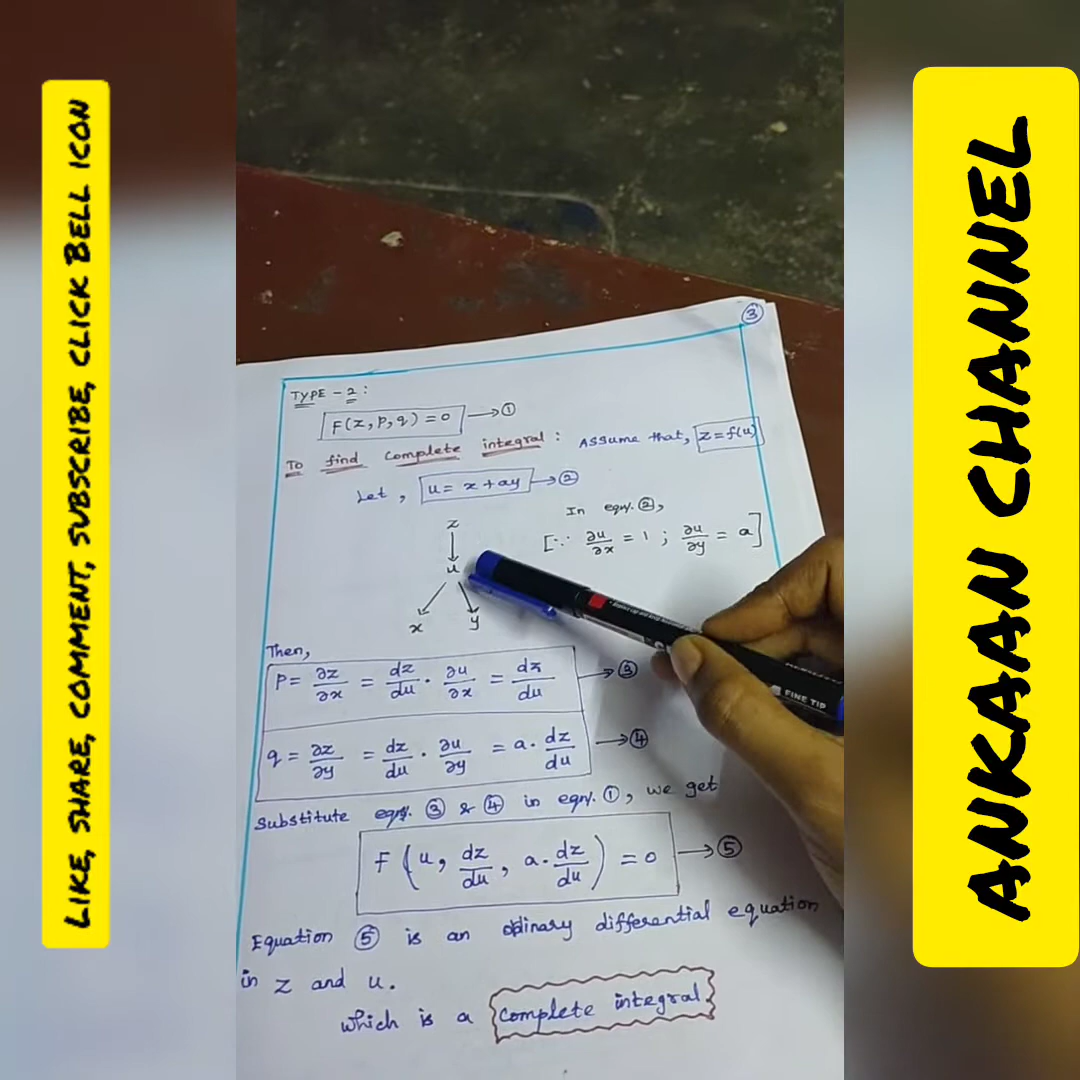 LIKE, SHARE, COMMENT, SUBSCRIBE, CLICK BELL ICON
ANKAAN CHANNEL
③
TYPE - 2 :
F(z, p, q) = 0 → ①
To find complete integral : Assume that, z = f(u)
Let , u = x + ay → ②
In eqn. ②,
[∵ ∂u/∂x = 1 ; ∂u/∂y = a]
z
u
x y
Then,
p = ∂z/∂x = dz/du · ∂u/∂x = dz/du → ③
q = ∂z/∂y = dz/du · ∂u/∂y = a · dz/du → ④
Substitute eqn. ③ & ④ in eqn. ①, we get
F(u, dz/du, a · dz/du) = 0 → ⑤
Equation ⑤ is an ordinary differential equation
in z and u.
which is a complete integral.
FINE TIP